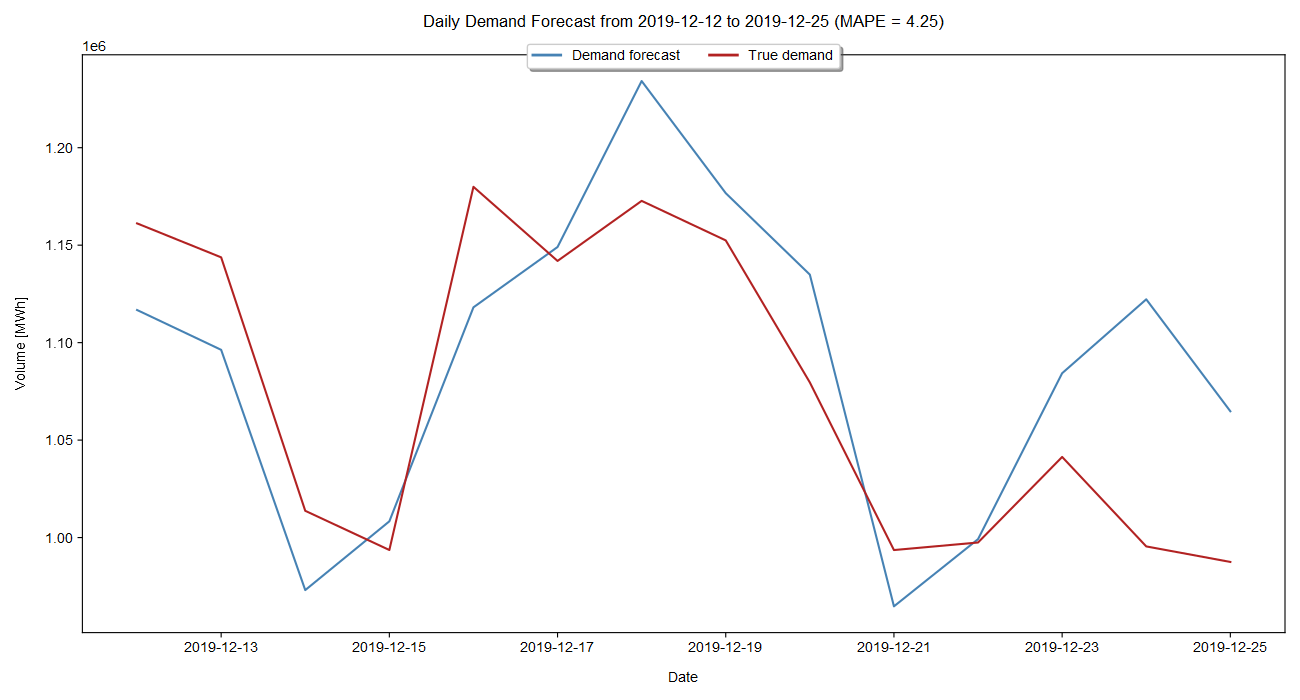 Daily Demand Forecast from 2019-12-12 to 2019-12-25 (MAPE = 4.25)
1e6
Demand forecast
True demand
1.20
1.15
1.10
1.05
1.00
Volume [MWh]
2019-12-13
2019-12-15
2019-12-17
2019-12-19
2019-12-21
2019-12-23
2019-12-25
Date